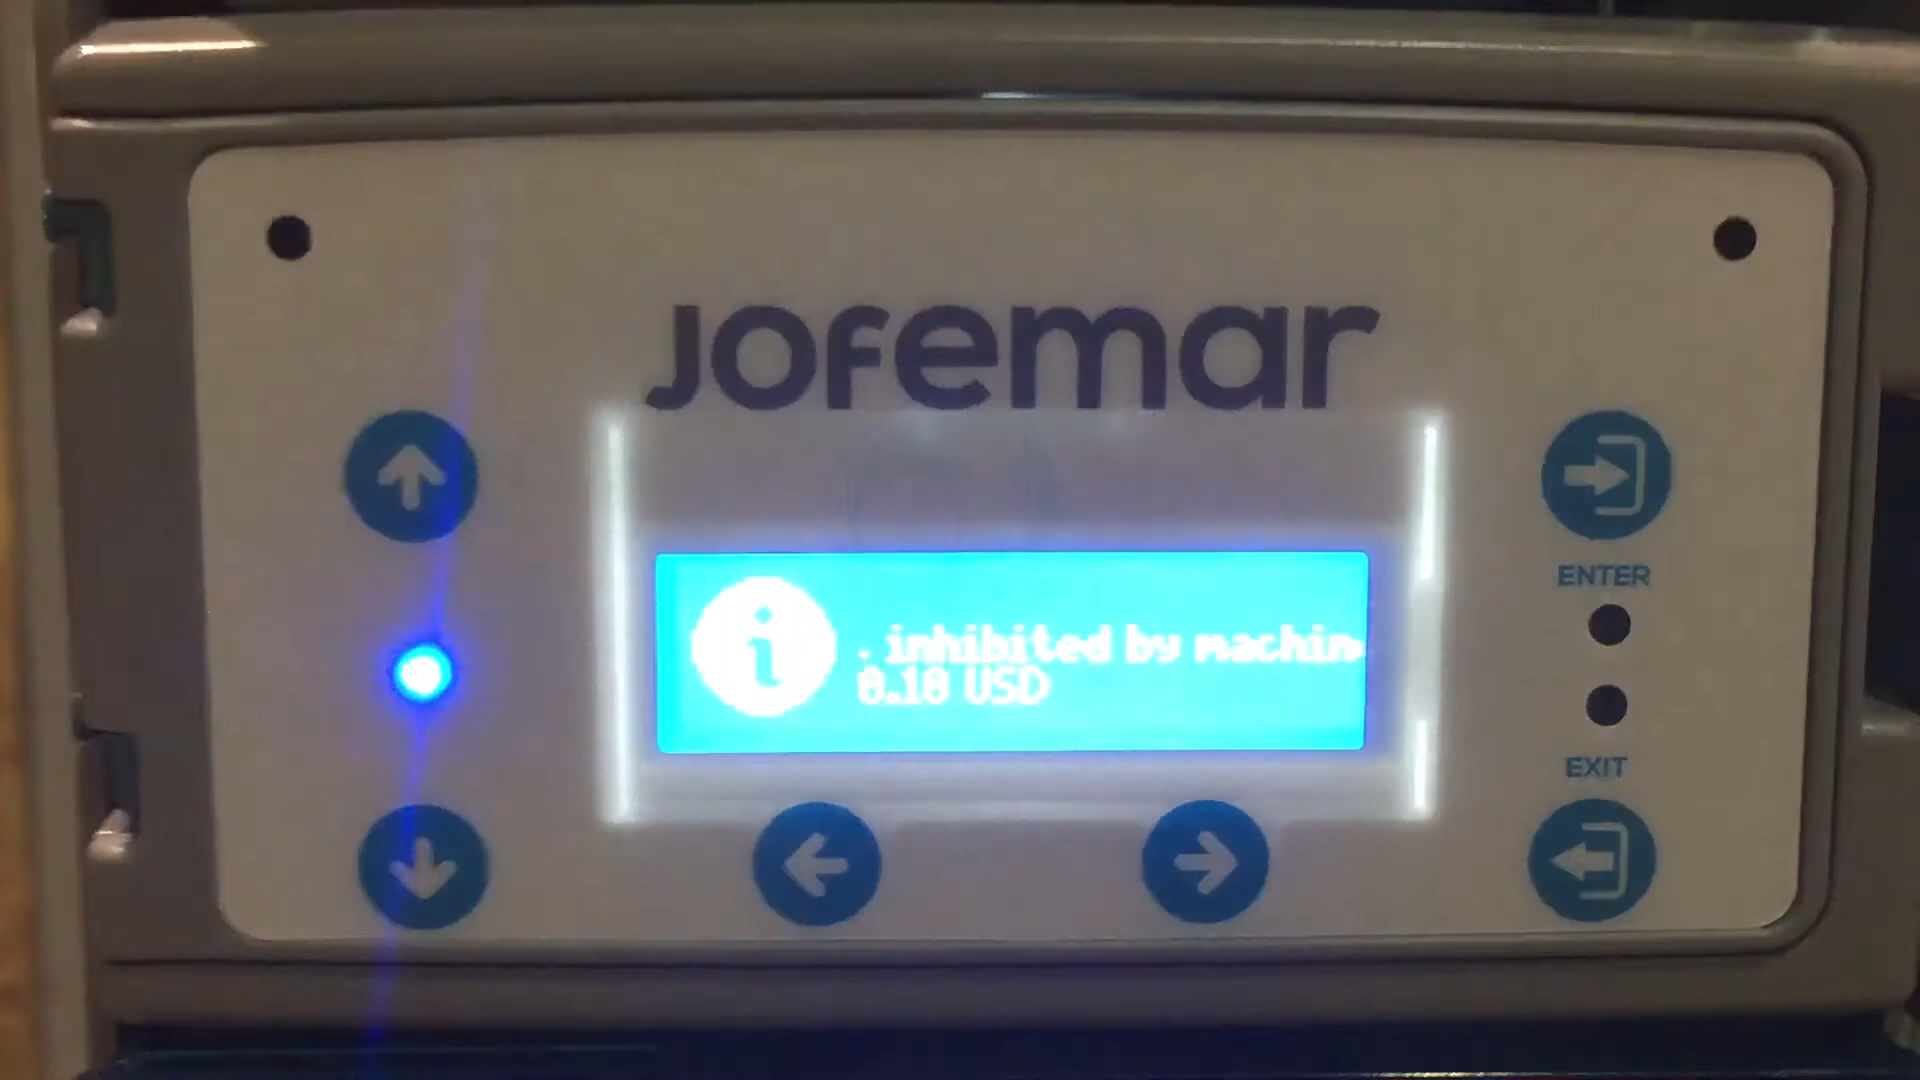 Jofemar
ENTER
i
. inhibited by machin
0.10 USD
EXIT